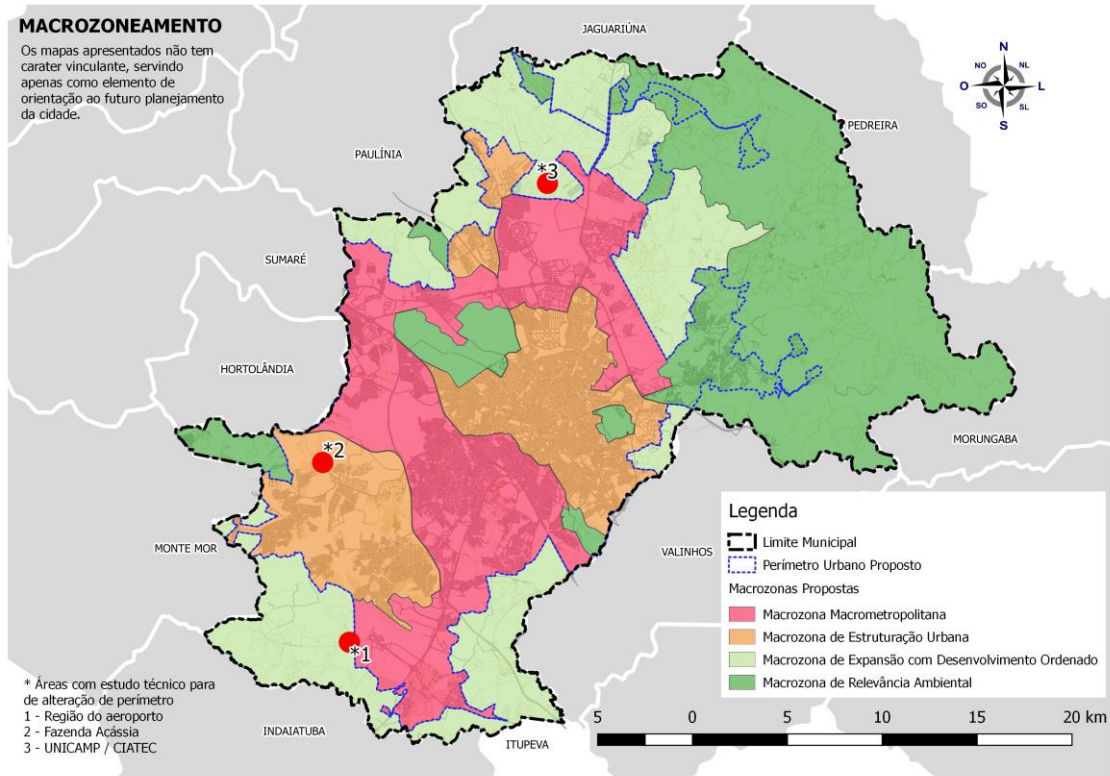 MACROZONEAMENTO
Os mapas apresentados não tem
carater vinculante, servindo
apenas como elemento de
orientação ao futuro planejamento
da cidade.
JAGUARIÚNA
N
NO
NL
O
L
SO
SL
S
PEDREIRA
PAULÍNIA
*3
SUMARÉ
HORTOLÂNDIA
MORUNGABA
*2
Legenda
Limite Municipal
MONTE MOR
VALINHOS
Perímetro Urbano Proposto
Macrozonas Propostas
Macrozona Macrometropolitana
Macrozona de Estruturação Urbana
*1
Macrozona de Expansão com Desenvolvimento Ordenado
Macrozona de Relevância Ambiental
* Áreas com estudo técnico para
de alteração de perímetro
1 - Região do aeroporto
2 - Fazenda Acássia
3 - UNICAMP / CIATEC
INDAIATUBA
ITUPEVA
5 0 5 10 15 20 km